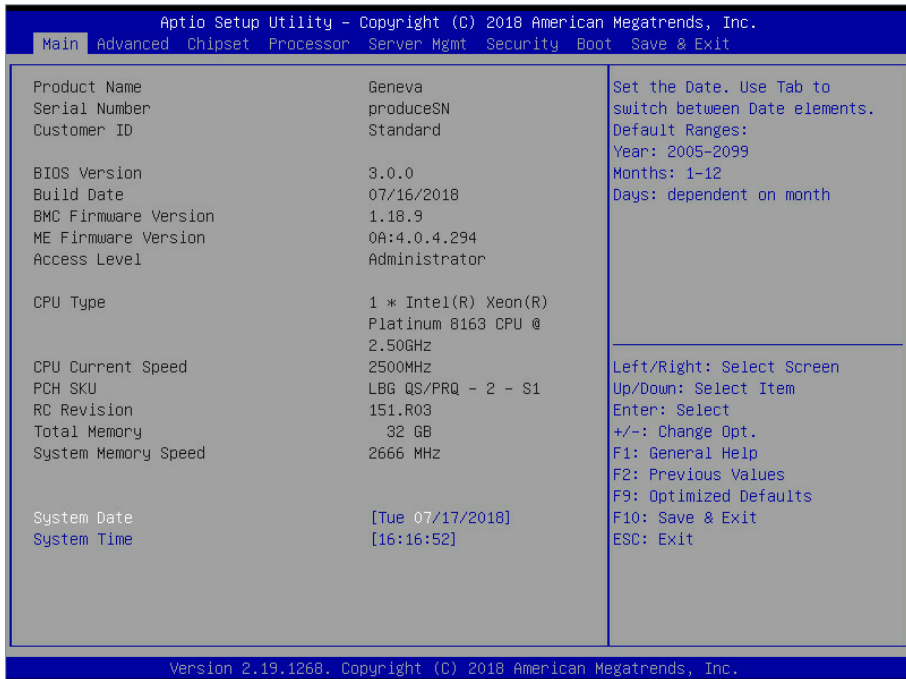 Aptio Setup Utility – Copyright (C) 2018 American Megatrends, Inc.
Main Advanced Chipset Processor Server Mgmt Security Boot Save & Exit
Product Name Geneva
Serial Number produceSN
Customer ID Standard
BIOS Version 3.0.0
Build Date 07/16/2018
BMC Firmware Version 1.18.9
ME Firmware Version 0A:4.0.4.294
Access Level Administrator
CPU Type 1 * Intel(R) Xeon(R)
Platinum 8163 CPU @
2.50GHz
CPU Current Speed 2500MHz
PCH SKU LBG QS/PRQ - 2 - S1
RC Revision 151.R03
Total Memory 32 GB
System Memory Speed 2666 MHz
System Date [Tue 07/17/2018]
System Time [16:16:52]
Set the Date. Use Tab to
switch between Date elements.
Default Ranges:
Year: 2005-2099
Months: 1-12
Days: dependent on month
Left/Right: Select Screen
Up/Down: Select Item
Enter: Select
+/-: Change Opt.
F1: General Help
F2: Previous Values
F9: Optimized Defaults
F10: Save & Exit
ESC: Exit
Version 2.19.1268. Copyright (C) 2018 American Megatrends, Inc.